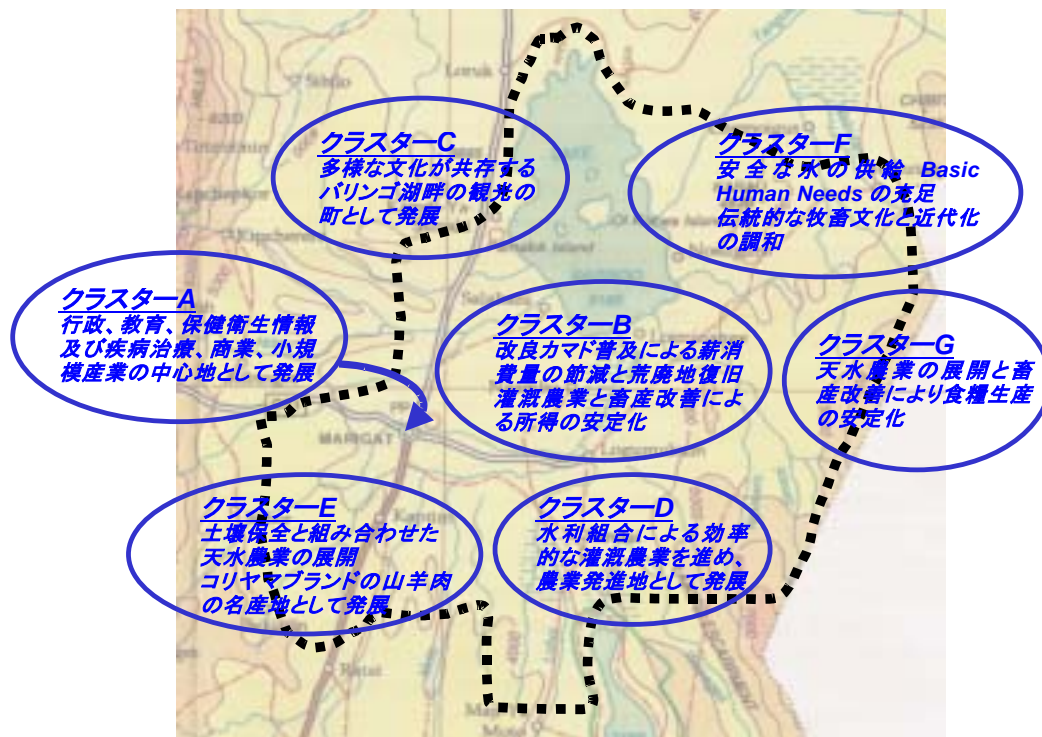 Loruk
クラスターC
多様な文化が共存する
バリンゴ湖畔の観光の
町として発展
クラスターF
安全な水の供給 Basic
Human Needs の充足
伝統的な牧畜文化と近代化
の調和
クラスターA
行政、教育、保健衛生情報
及び疾病治療、商業、小規
模産業の中心地として発展
クラスターB
改良カマド普及による薪消
費量の節減と荒廃地復旧
灌漑農業と畜産改善によ
る所得の安定化
クラスターG
天水農業の展開と畜
産改善により食糧生産
の安定化
MARIGAT
クラスターE
土壌保全と組み合わせた
天水農業の展開
コリヤマブランドの山羊肉
の名産地として発展
クラスターD
水利組合による効率
的な灌漑農業を進め、
農業発進地として発展